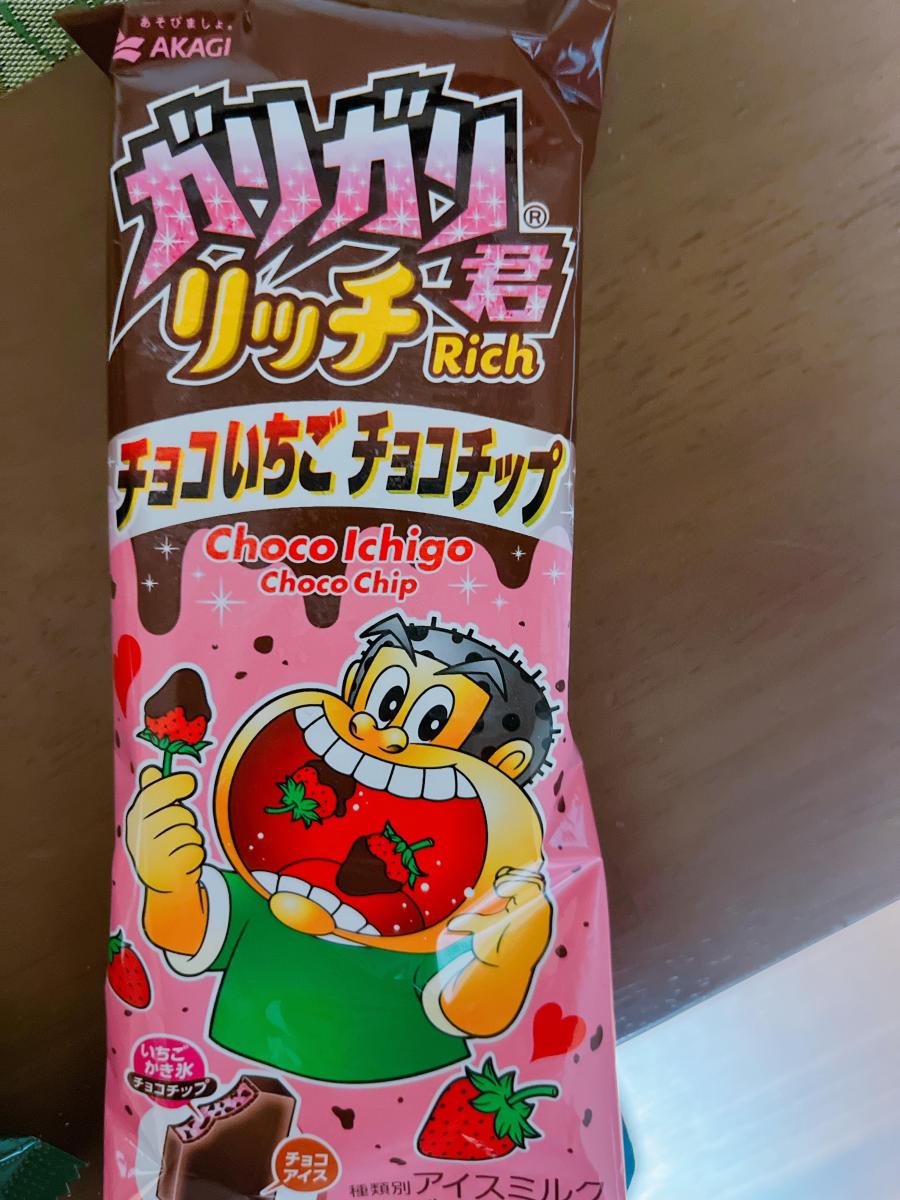 あそびましょ。
AKAGI
ガリガリ君®
リッチ
Rich
チョコいちごチョコチップ
Choco Ichigo
Choco Chip
いちご
かき氷
チョコチップ
チョコ
アイス
種類別 アイスミルク